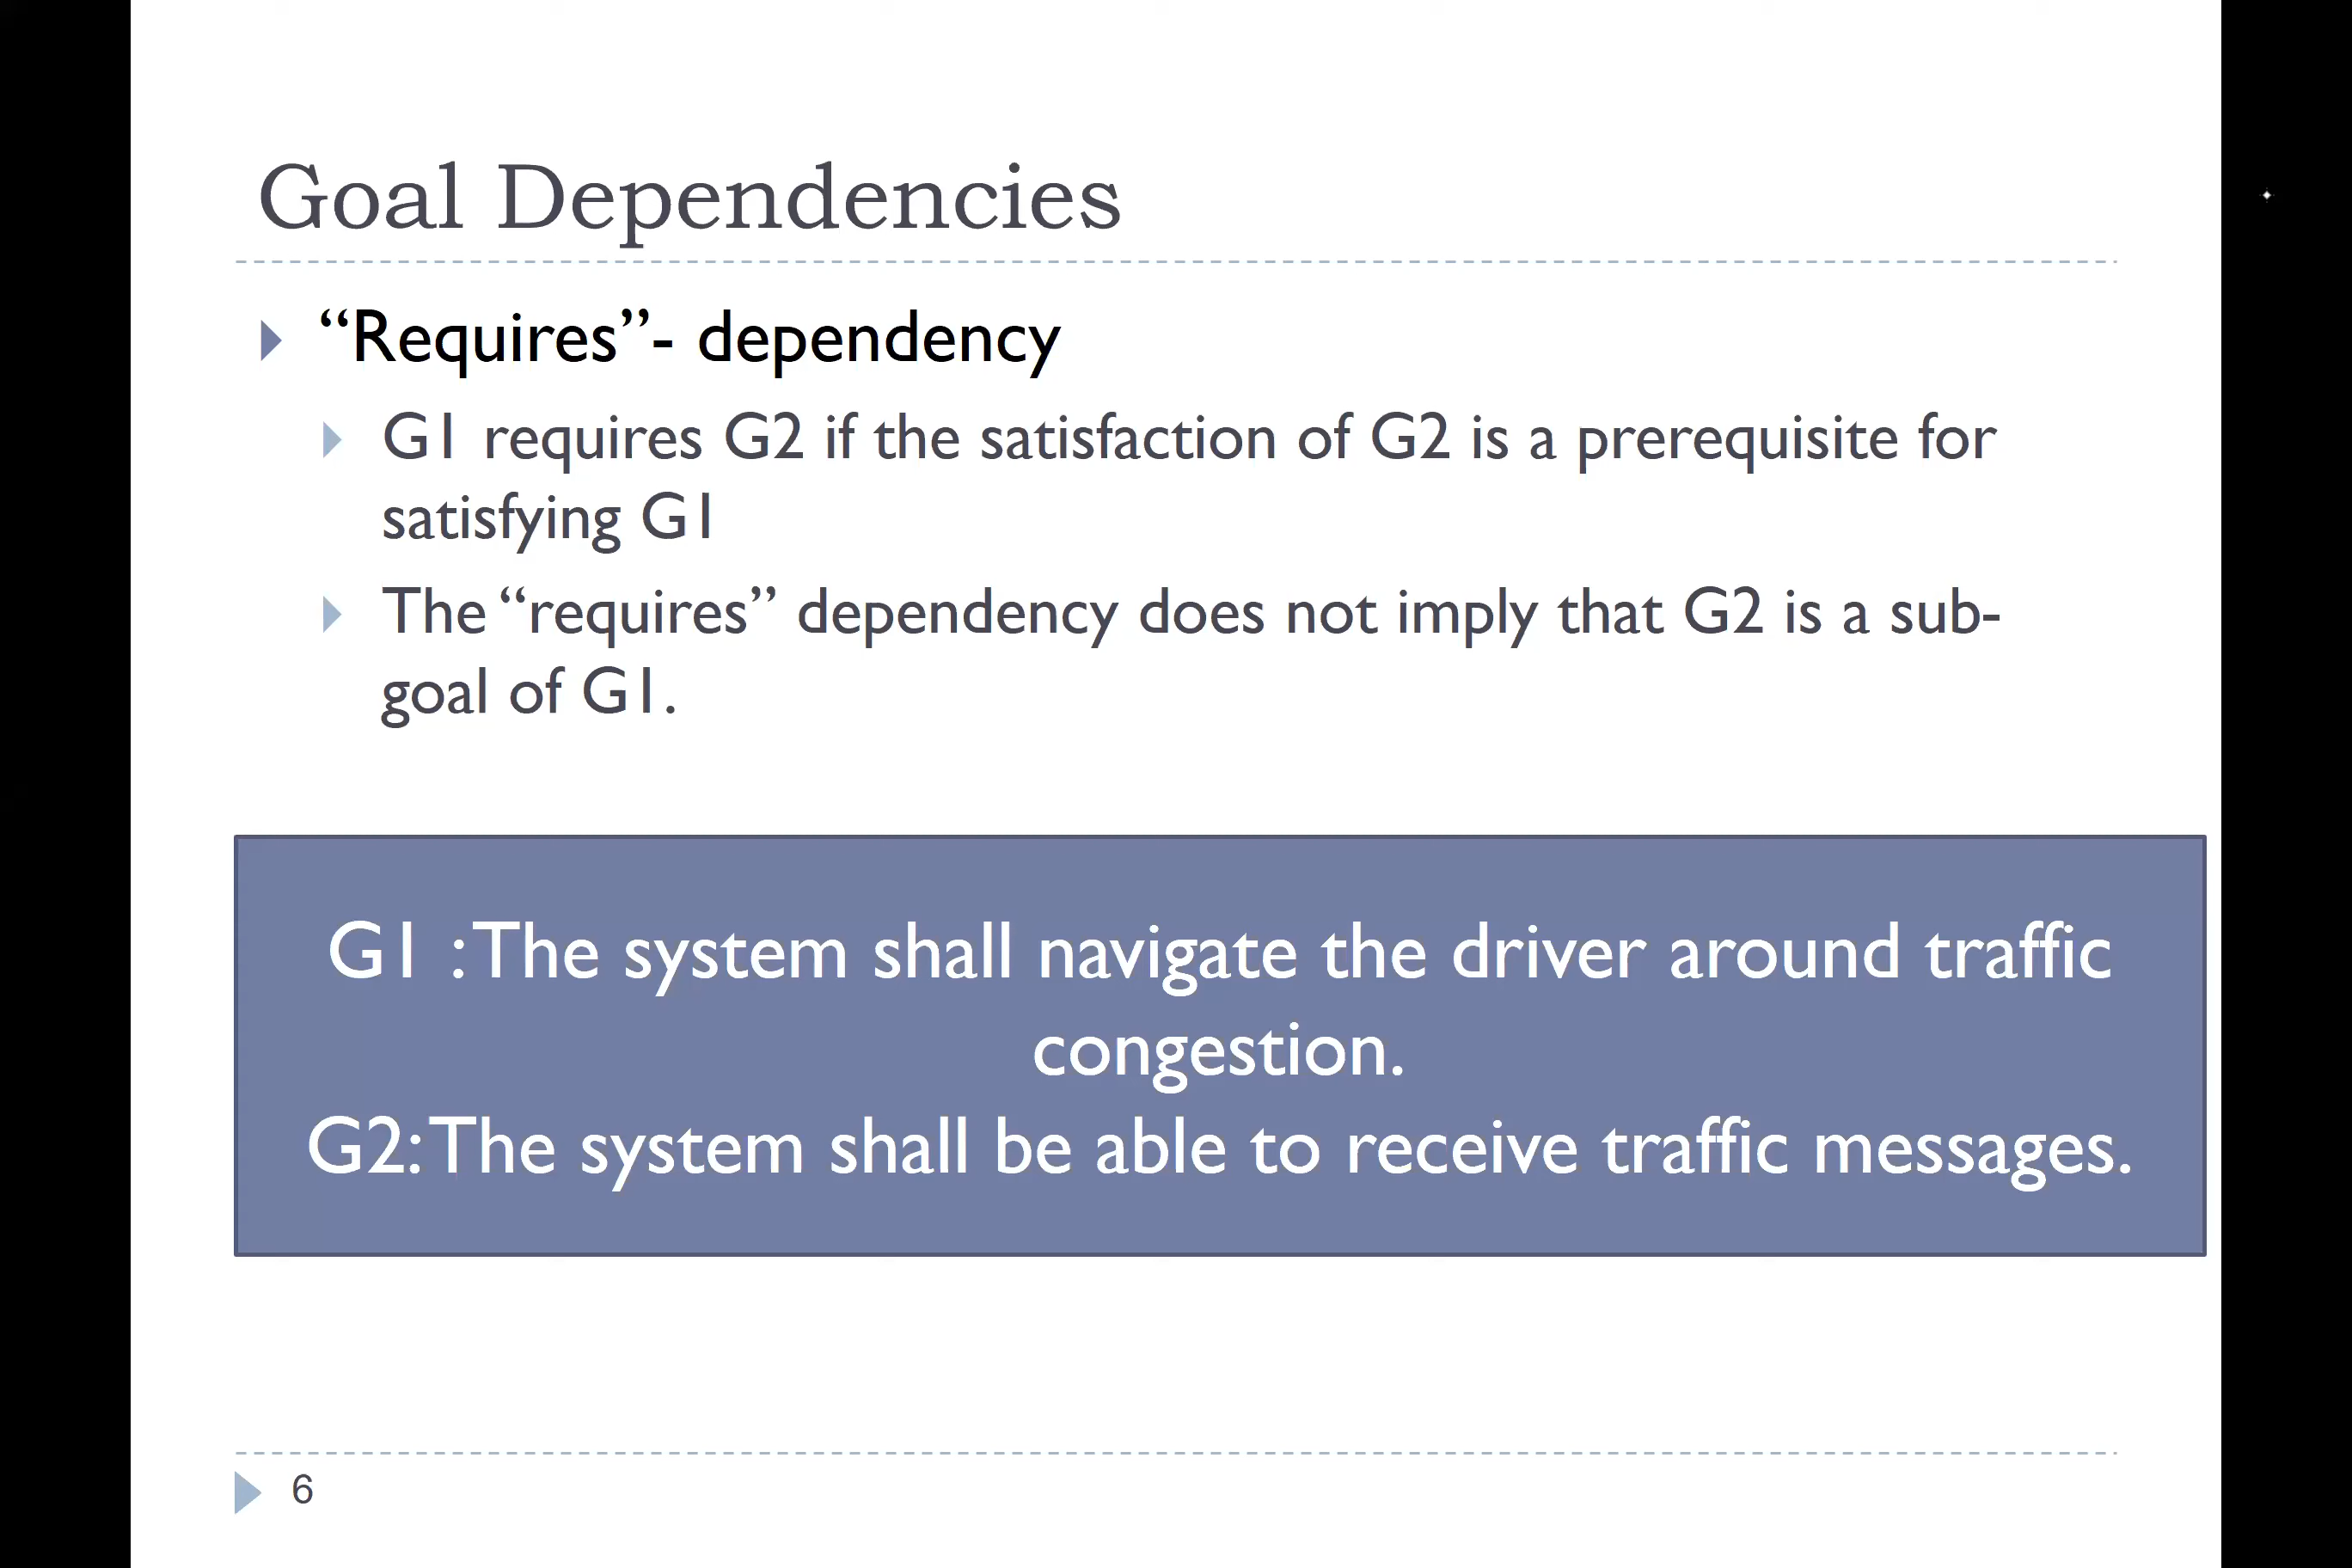 Goal Dependencies
“Requires”- dependency
G1 requires G2 if the satisfaction of G2 is a prerequisite for
satisfying G1
The “requires” dependency does not imply that G2 is a sub-
goal of G1.
G1 : The system shall navigate the driver around traffic
congestion.
G2: The system shall be able to receive traffic messages.
6